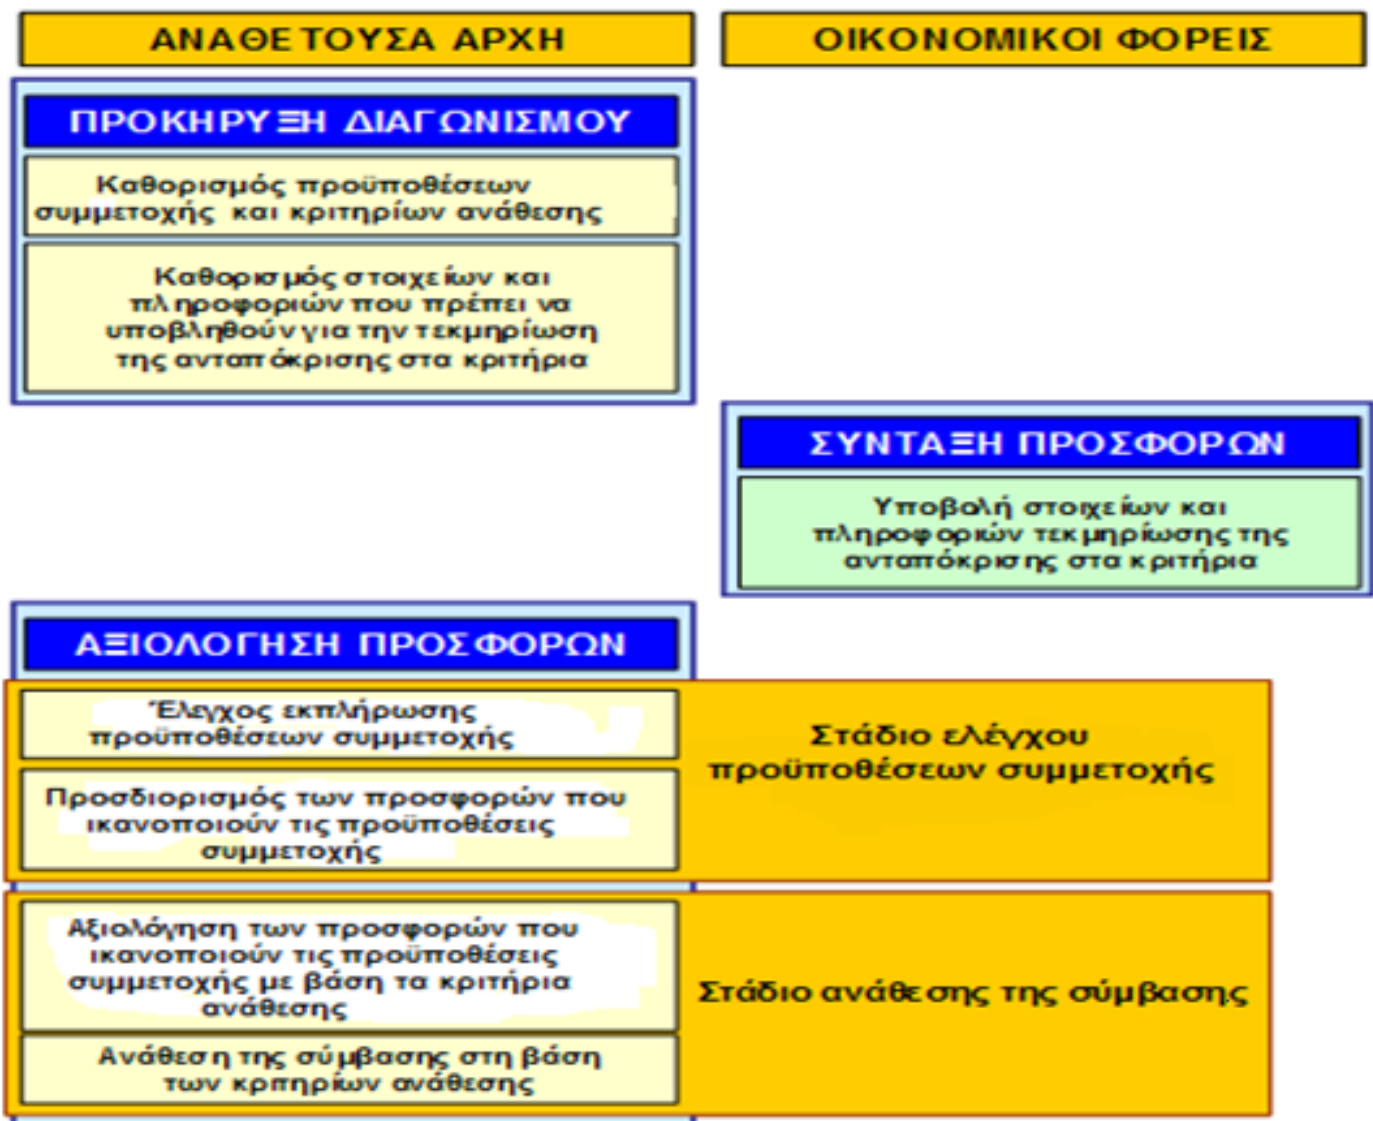 ΑΝΑΘΕΤΟΥΣΑ ΑΡΧΗ
ΟΙΚΟΝΟΜΙΚΟΙ ΦΟΡΕΙΣ
ΠΡΟΚΗΡΥΞΗ ΔΙΑΓΩΝΙΣΜΟΥ
Καθορισμός προϋποθέσεων
συμμετοχής και κριτηρίων ανάθεσης
Καθορισμός στοιχείων και
πληροφοριών που πρέπει να
υποβληθούν για την τεκμηρίωση
της ανταπόκρισης στα κριτήρια
ΣΥΝΤΑΞΗ ΠΡΟΣΦΟΡΩΝ
Υποβολή στοιχείων και
πληροφοριών τεκμηρίωσης της
ανταπόκρισης στα κριτήρια
ΑΞΙΟΛΟΓΗΣΗ ΠΡΟΣΦΟΡΩΝ
Έλεγχος εκπλήρωσης
προϋποθέσεων συμμετοχής
Προσδιορισμός των προσφορών που
ικανοποιούν τις προϋποθέσεις
συμμετοχής
Στάδιο ελέγχου
προϋποθέσεων συμμετοχής
Αξιολόγηση των προσφορών που
ικανοποιούν τις προϋποθέσεις
συμμετοχής με βάση τα κριτήρια
ανάθεσης
Ανάθεση της σύμβασης στη βάση
των κριτηρίων ανάθεσης
Στάδιο ανάθεσης της σύμβασης